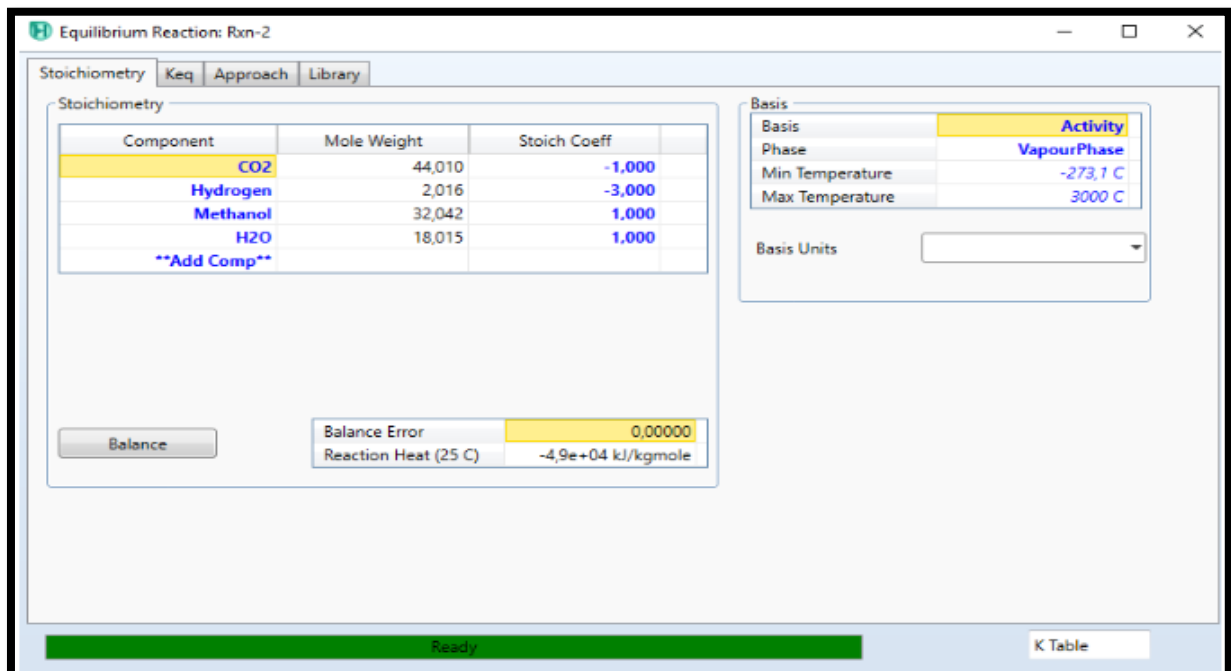 Equilibrium Reaction: Rxn-2
Stoichiometry Keq Approach Library
Stoichiometry
Component Mole Weight Stoich Coeff
CO2 44,010 -1,000
Hydrogen 2,016 -3,000
Methanol 32,042 1,000
H2O 18,015 1,000
**Add Comp**
Balance
Balance Error 0,00000
Reaction Heat (25 C) -4,9e+04 kJ/kgmole
Basis
Basis Activity
Phase VapourPhase
Min Temperature -273,1 C
Max Temperature 3000 C
Basis Units
Ready
K Table